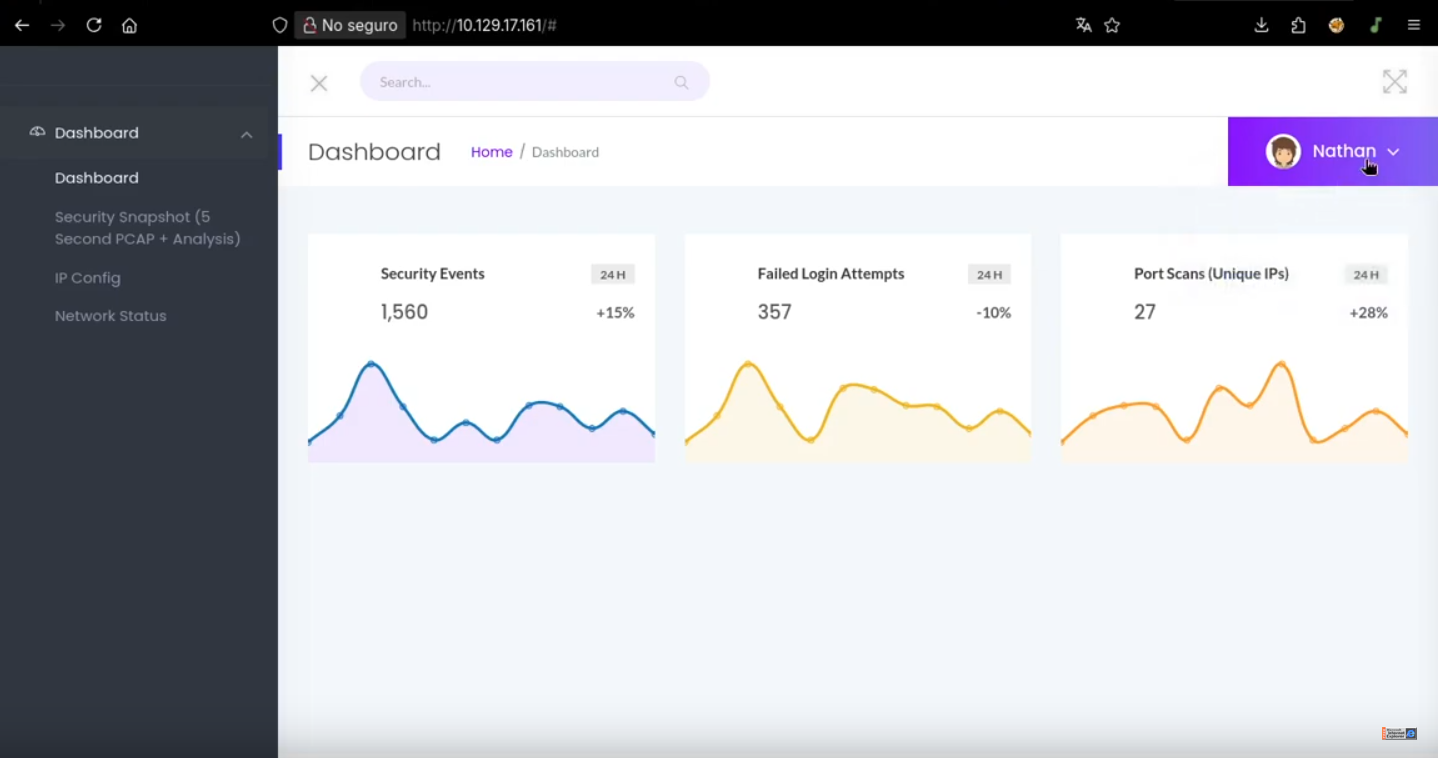 No seguro http://10.129.17.161/#
Search...
Dashboard
Dashboard
Security Snapshot (5
Second PCAP + Analysis)
IP Config
Network Status
Dashboard Home / Dashboard
Nathan
Security Events 24 H
1,560 +15%
Failed Login Attempts 24 H
357 -10%
Port Scans (Unique IPs) 24 H
27 +28%